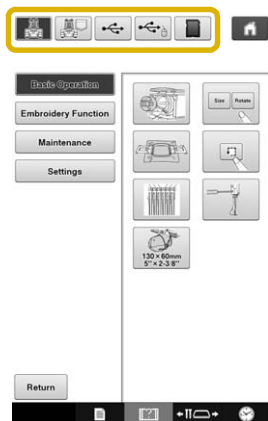 Basic Operation
Size Rotate
Embroidery Function
Maintenance
Settings
130 × 60mm
5" × 2-3 8"
Return